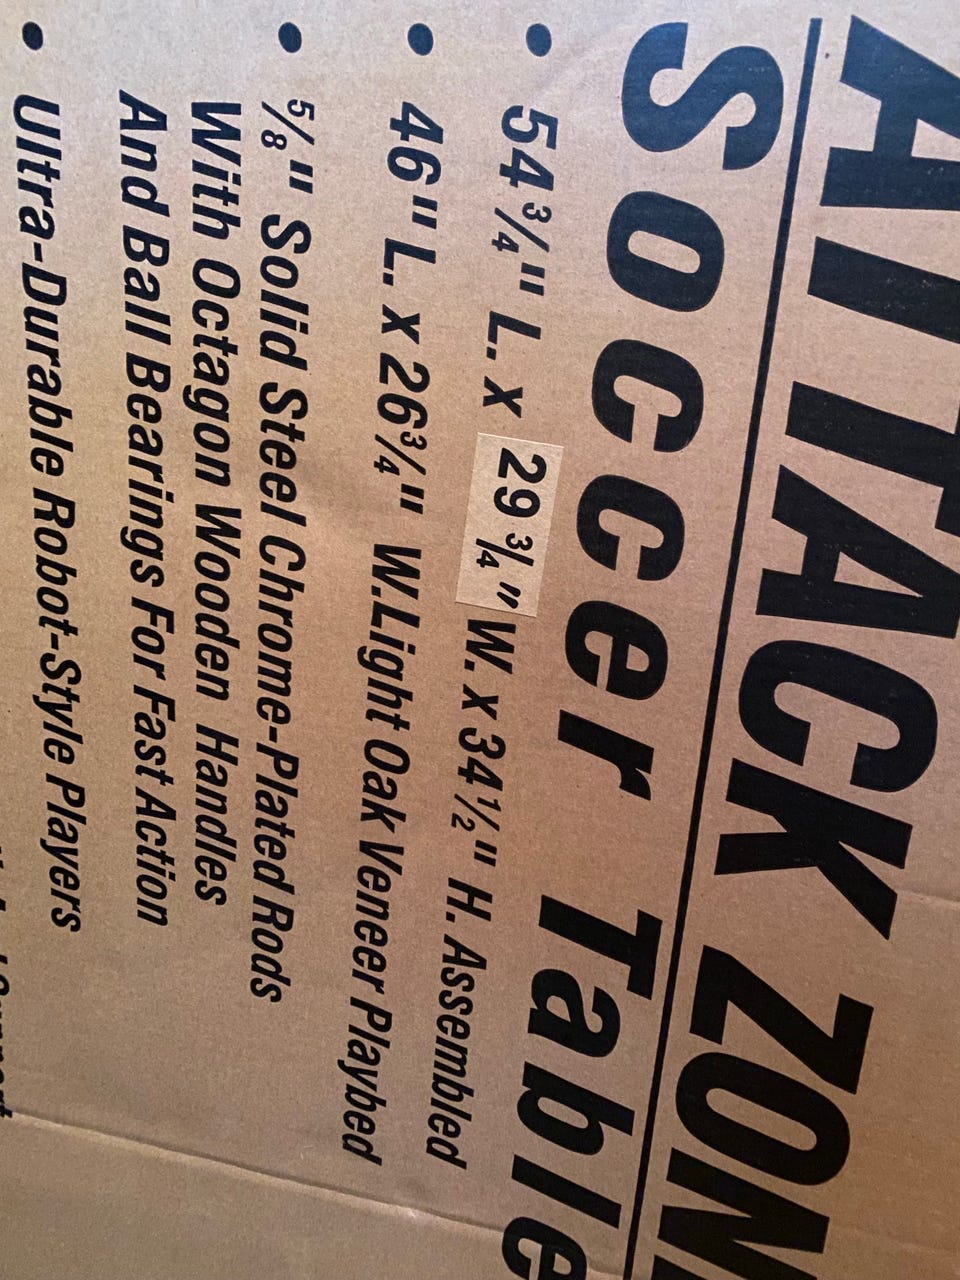 ATTACK ZON
Soccer Table
• 54 3/4" L. x 29 3/4" W. x 34 1/2" H. Assembled
• 46" L. x 26 3/4" W. Light Oak Veneer Playbed
• 5/8" Solid Steel Chrome-Plated Rods
With Octagon Wooden Handles
And Ball Bearings For Fast Action
• Ultra-Durable Robot-Style Players